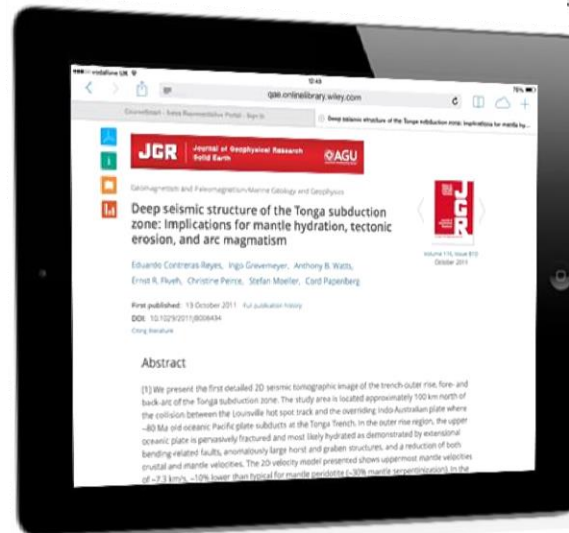 vodafone UK
12:43
76%
qae.onlinelibrary.wiley.com
Deep seismic structure of the Tonga subduction zone: Implications for mantle hy...
JGR
Journal of Geophysical Research
Solid Earth
AGU
Geomagnetism and Paleomagnetism/Marine Geology and Geophysics
Deep seismic structure of the Tonga subduction
zone: Implications for mantle hydration, tectonic
erosion, and arc magmatism
Eduardo Contreras-Reyes, Ingo Grevemeyer, Anthony B. Watts,
Ernst R. Flueh, Christine Peirce, Stefan Moeller, Cord Papenberg
First published: 13 October 2011 Full publication history
DOI: 10.1029/2011JB008434
Citing literature
JGR
Volume 116, Issue B10
October 2011
Abstract
[1] We present the first detailed 2D seismic tomographic image of the trench-outer rise, fore- and
back-arc of the Tonga subduction zone. The study area is located approximately 100 km north of
the collision between the Louisville hot spot track and the overriding Indo-Australian plate where
~80 Ma old oceanic Pacific plate subducts at the Tonga Trench. In the outer rise region, the upper
oceanic plate is pervasively fractured and most likely hydrated as demonstrated by extensional
bending-related faults, anomalously large horst and graben structures, and a reduction of both
crustal and mantle velocities. The 2D velocity model presented shows uppermost mantle velocities
of ~7.3 km/s, ~10% lower than typical for mantle peridotite (~30% mantle serpentinization). In the